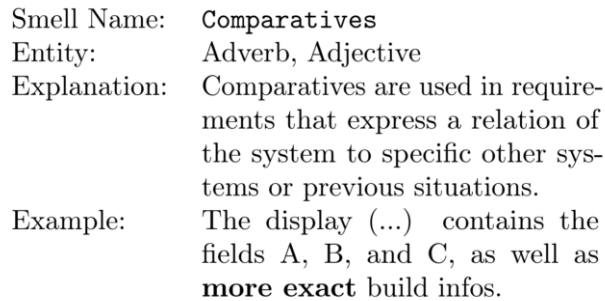 Smell Name: Comparatives
Entity: Adverb, Adjective
Explanation: Comparatives are used in require-
ments that express a relation of
the system to specific other sys-
tems or previous situations.
Example: The display (...) contains the
fields A, B, and C, as well as
more exact build infos.